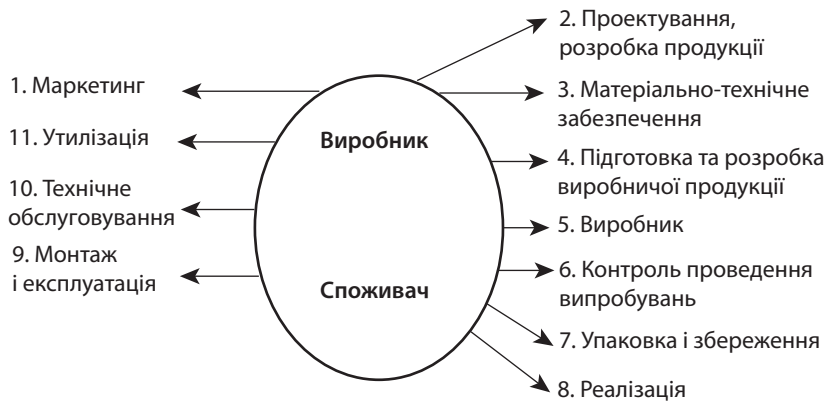 1. Маркетинг
2. Проектування,
розробка продукції
3. Матеріально-технічне
забезпечення
4. Підготовка та розробка
виробничої продукції
5. Виробник
6. Контроль проведення
випробувань
7. Упаковка і збереження
8. Реалізація
9. Монтаж
і експлуатація
10. Технічне
обслуговування
11. Утилізація
Виробник
Споживач